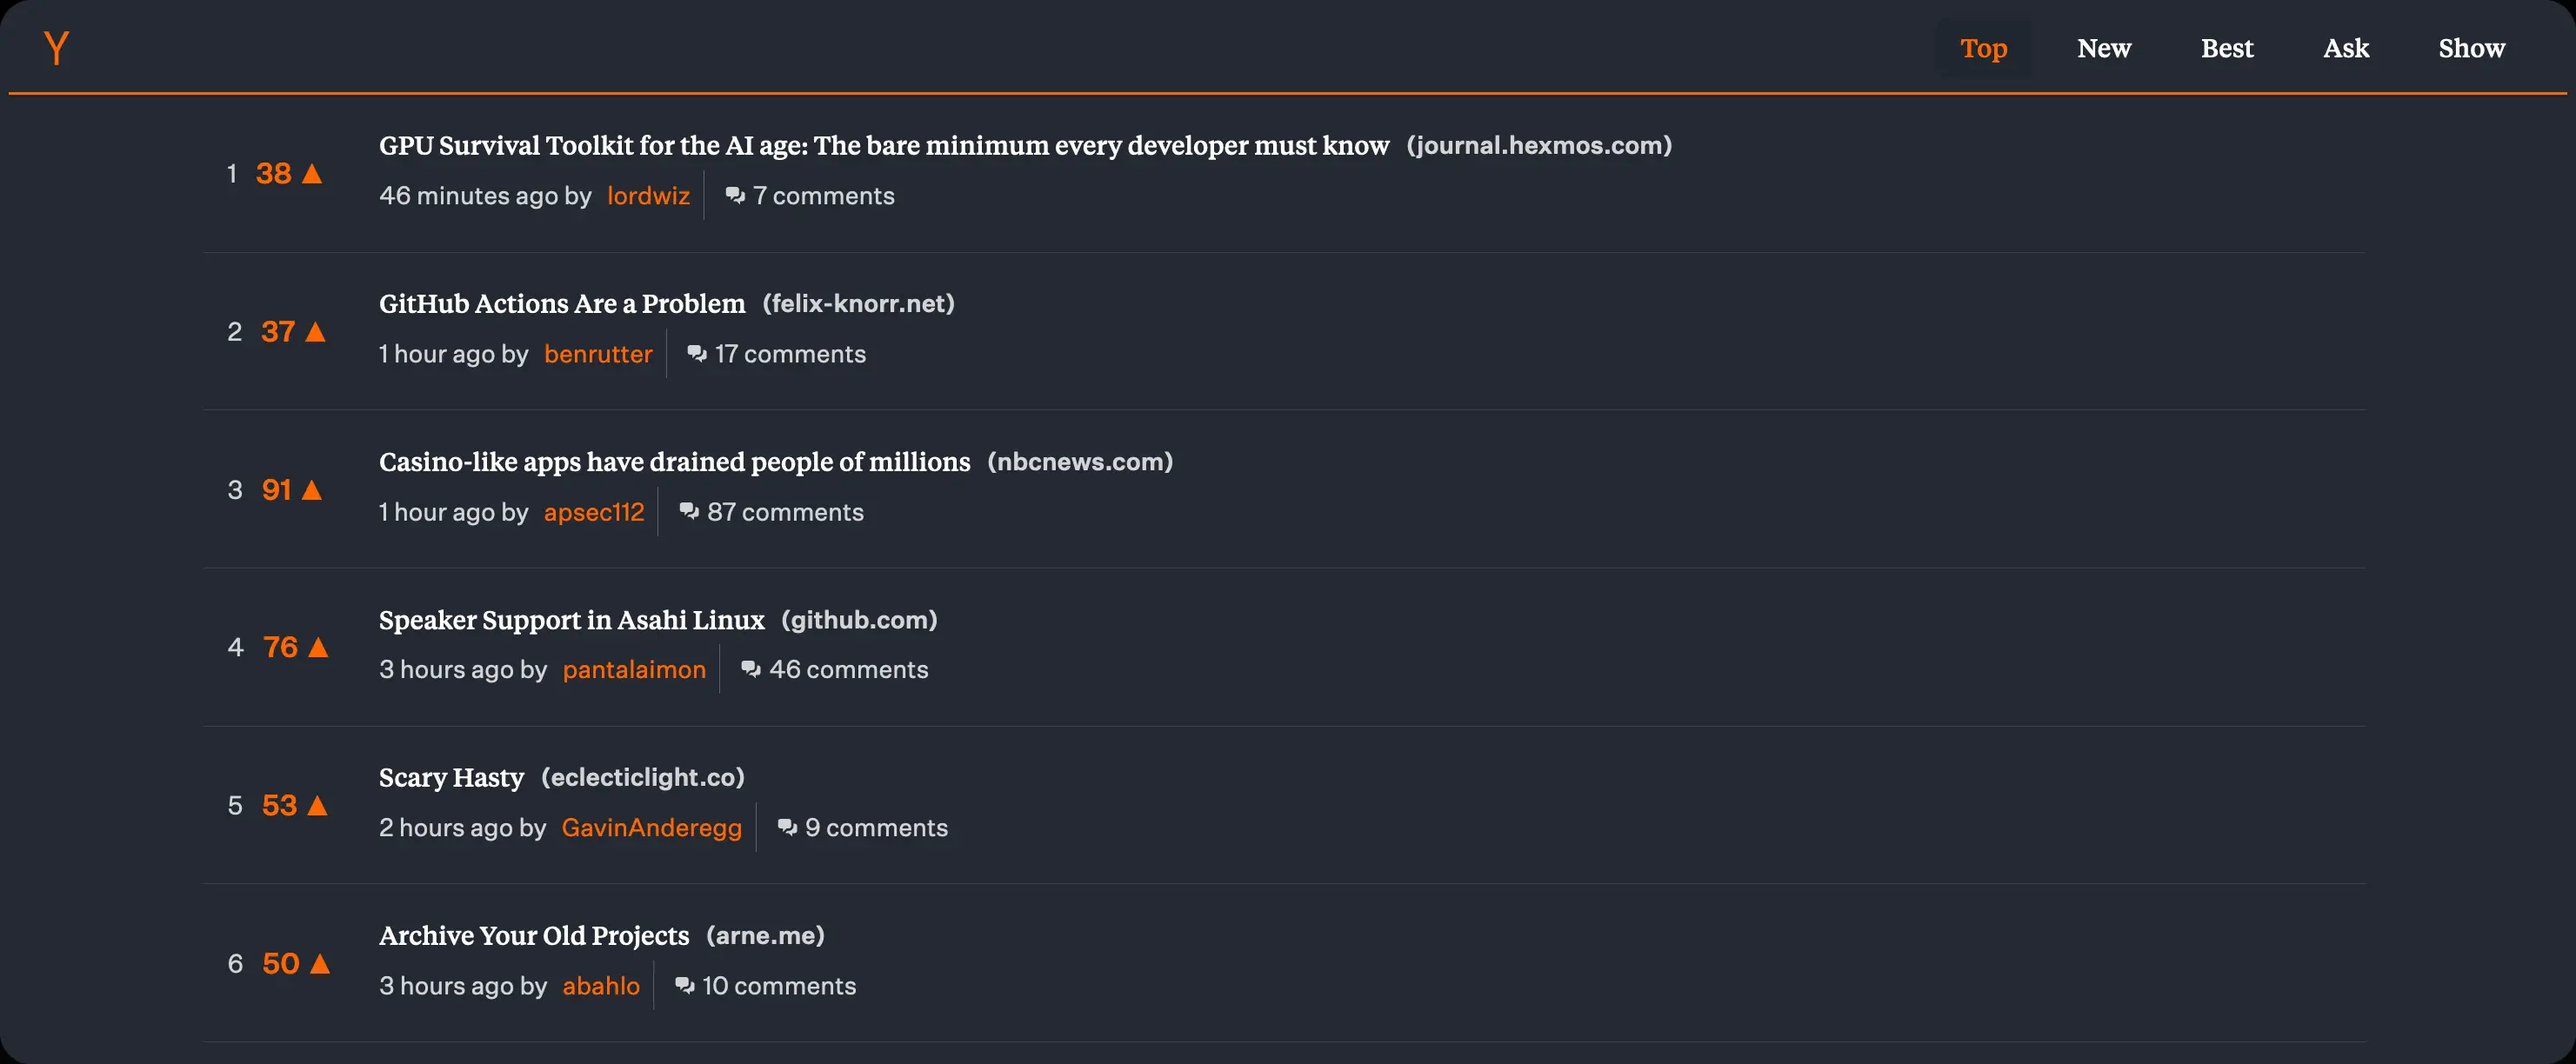 Y
Top New Best Ask Show
1 38 ▲ GPU Survival Toolkit for the AI age: The bare minimum every developer must know (journal.hexmos.com)
46 minutes ago by lordwiz 7 comments
2 37 ▲ GitHub Actions Are a Problem (felix-knorr.net)
1 hour ago by benrutter 17 comments
3 91 ▲ Casino-like apps have drained people of millions (nbcnews.com)
1 hour ago by apsec112 87 comments
4 76 ▲ Speaker Support in Asahi Linux (github.com)
3 hours ago by pantalaimon 46 comments
5 53 ▲ Scary Hasty (eclecticlight.co)
2 hours ago by GavinAnderegg 9 comments
6 50 ▲ Archive Your Old Projects (arne.me)
3 hours ago by abahlo 10 comments